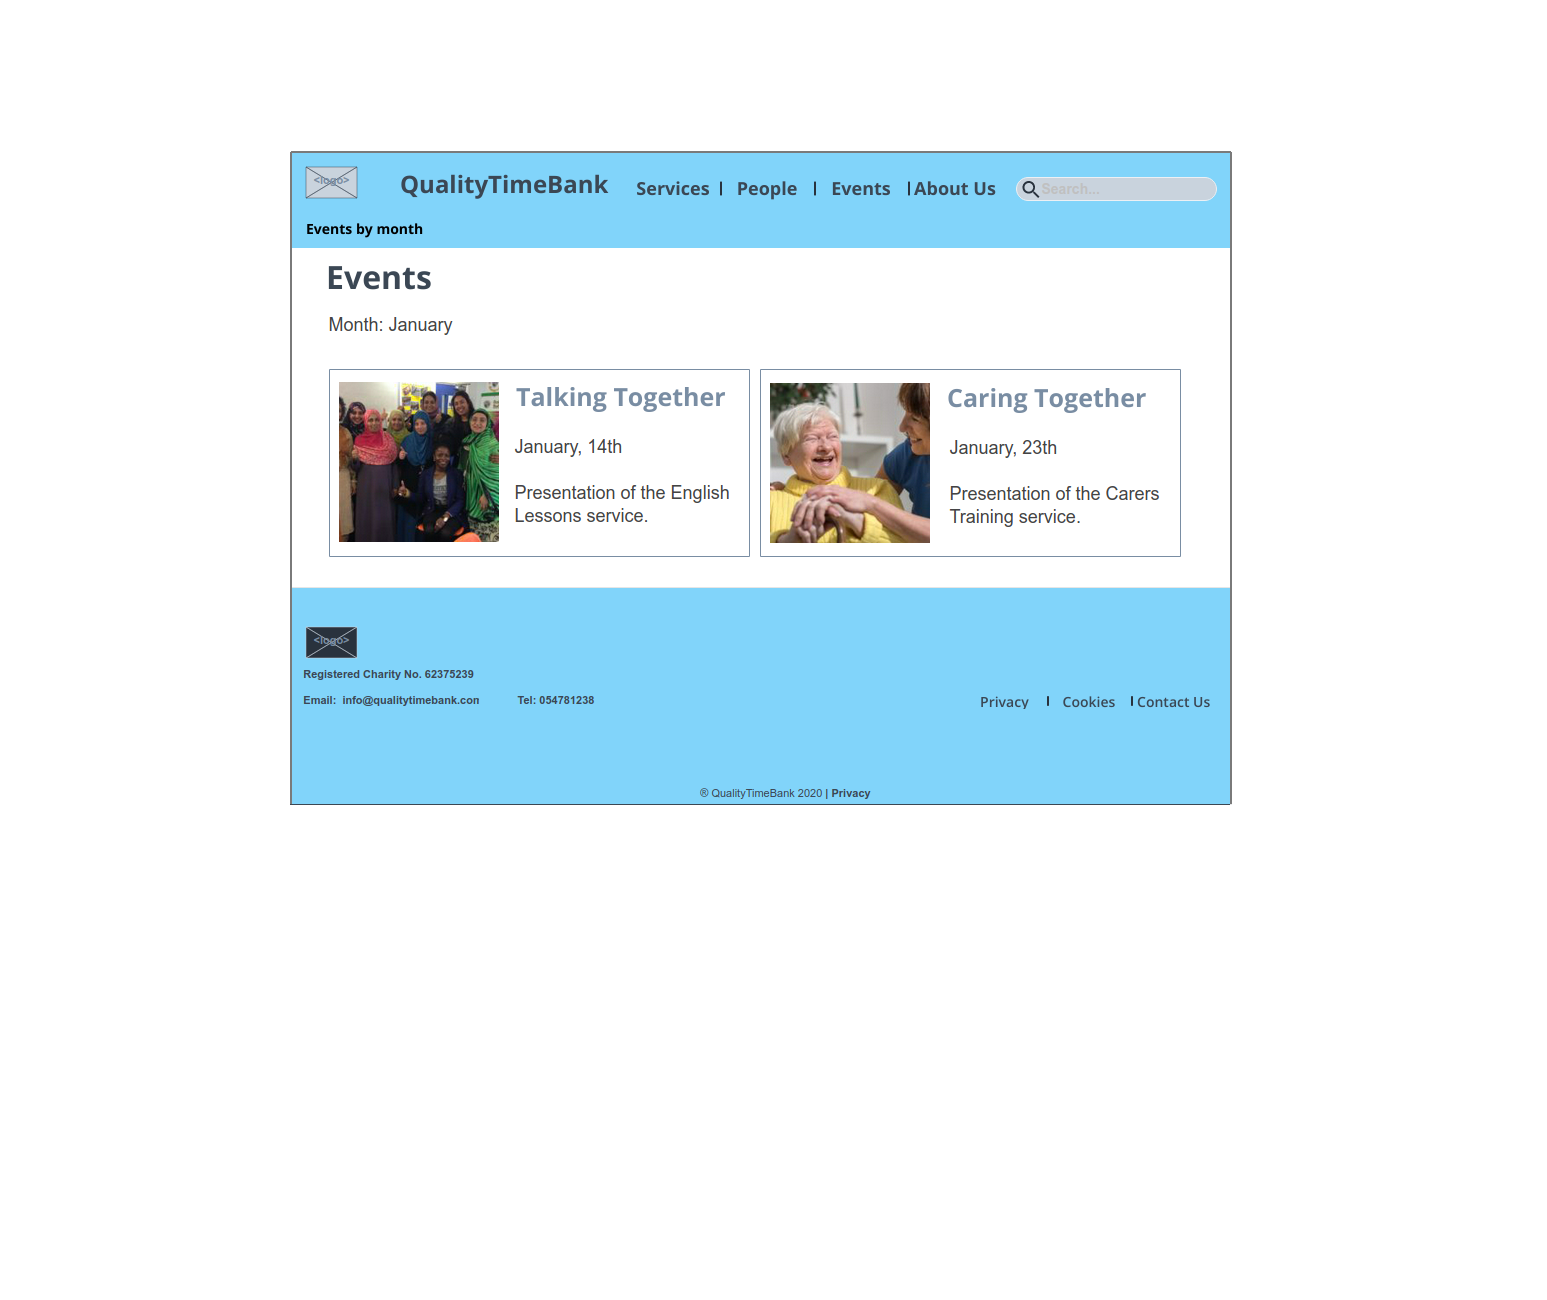 <logo>
QualityTimeBank
Services | People | Events | About Us
Search...
Events by month
Events
Month: January
Talking Together
January, 14th
Presentation of the English
Lessons service.
Caring Together
January, 23th
Presentation of the Carers
Training service.
<logo>
Registered Charity No. 62375239
Email: info@qualitytimebank.com Tel: 054781238
Privacy | Cookies | Contact Us
® QualityTimeBank 2020 | Privacy